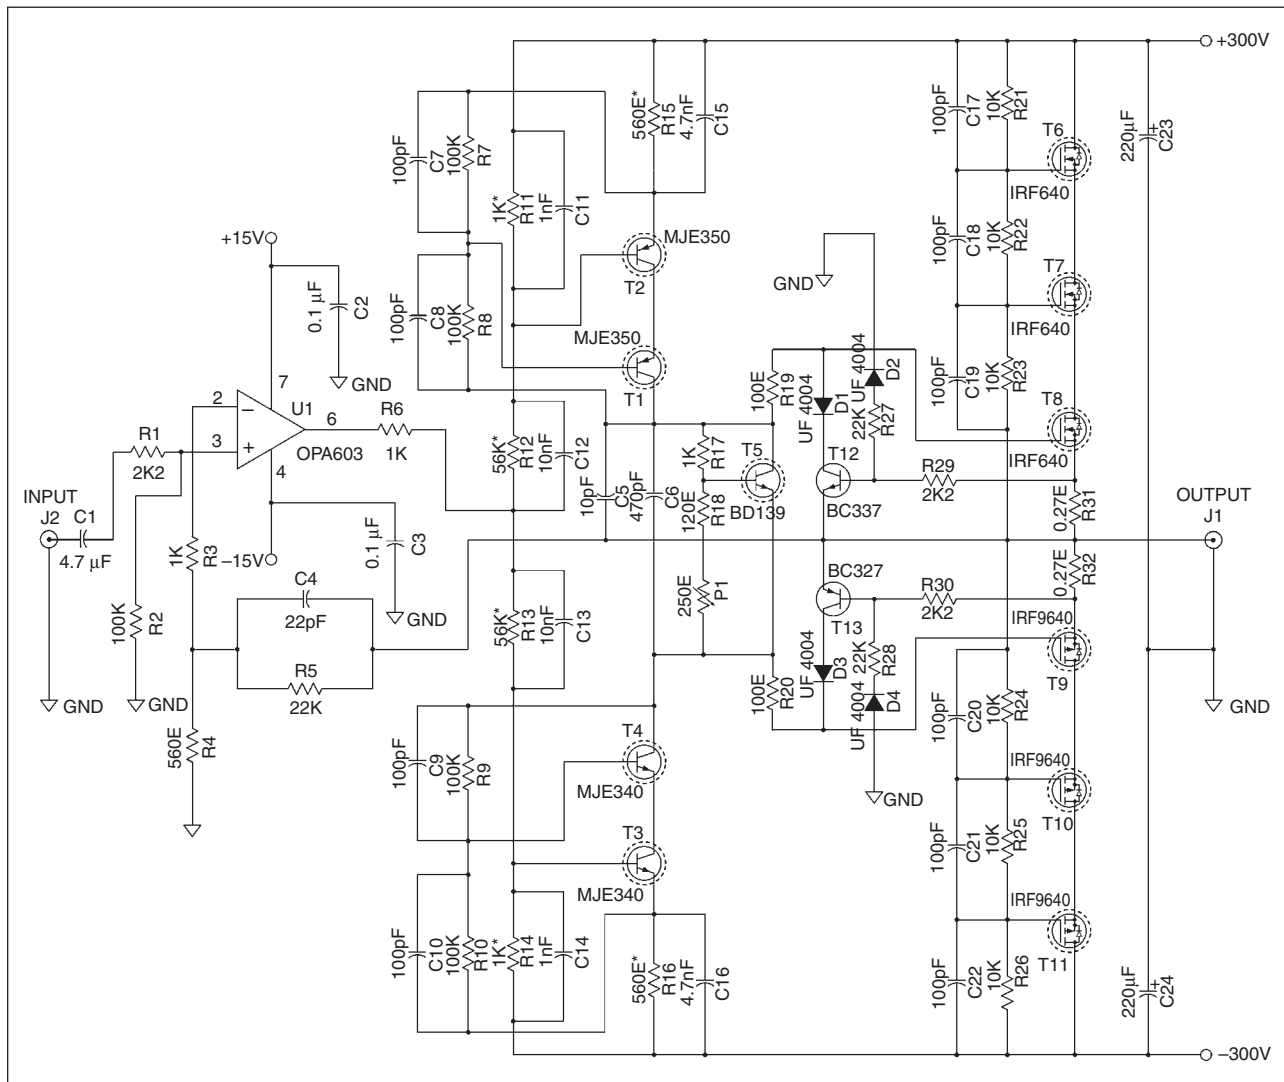 +300V
560E*
R15
4.7nF
C15
100pF
C17
10K
R21
T6
IRF640
220µF
+
C23
100pF
C7
100K
R7
1K*
R11
1nF
C11
MJE350
T2
100pF
C18
10K
R22
T7
IRF640
+15V
0.1 µF
C2
GND
100pF
C8
100K
R8
MJE350
T1
GND
100E
R19
UF 4004
D1
UF 4004
D2
22K
R27
100pF
C19
10K
R23
T8
IRF640
2
–
7
U1
3
+
6
4
OPA603
R6
1K
R1
2K2
56K*
R12
10nF
C12
10pF
C5
470pF
C6
1K
R17
120E
R18
T5
BD139
T12
BC337
R29
2K2
0.27E
R31
OUTPUT
J1
INPUT
J2
C1
4.7 µF
1K
R3
–15V
0.1 µF
C3
GND
C4
22pF
R5
22K
100K
R2
GND
GND
560E
R4
56K*
R13
10nF
C13
250E
P1
BC327
T13
R30
2K2
0.27E
R32
IRF9640
T9
100E
R20
UF 4004
D3
22K
R28
UF 4004
D4
GND
GND
100pF
C9
100K
R9
T4
MJE340
100pF
C20
10K
R24
IRF9640
T10
T3
MJE340
100pF
C21
10K
R25
IRF9640
T11
100pF
C10
100K
R10
1K*
R14
1nF
C14
560E*
R16
4.7nF
C16
100pF
C22
10K
R26
220µF
+
C24
–300V